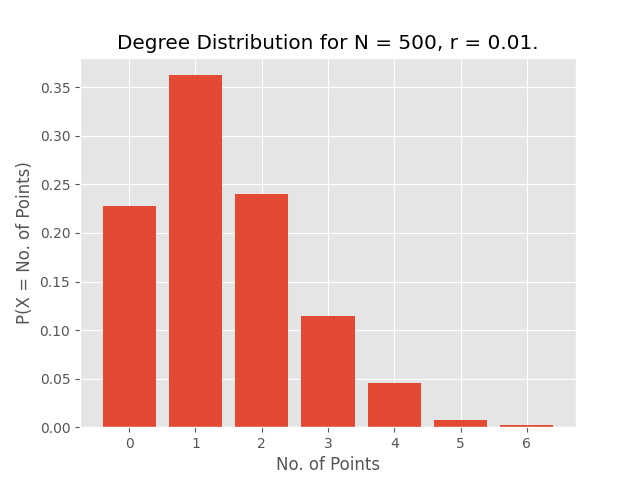 Degree Distribution for N = 500, r = 0.01.
P(X = No. of Points)
0.35
0.30
0.25
0.20
0.15
0.10
0.05
0.00
0 1 2 3 4 5 6
No. of Points